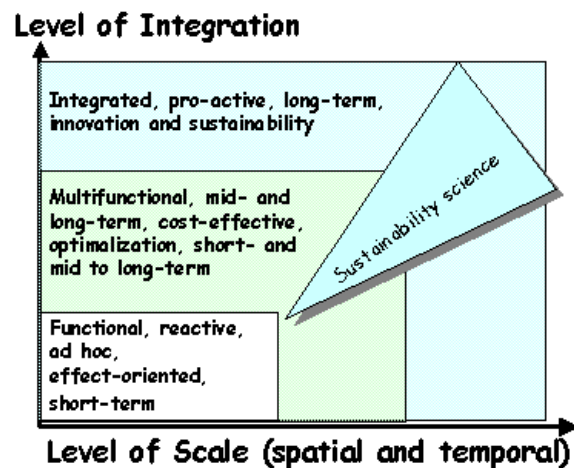 Level of Integration
Integrated, pro-active, long-term,
innovation and sustainability
Multifunctional, mid- and
long-term, cost-effective,
optimalization, short- and
mid to long-term
Sustainability science
Functional, reactive,
ad hoc,
effect-oriented,
short-term
Level of Scale (spatial and temporal)